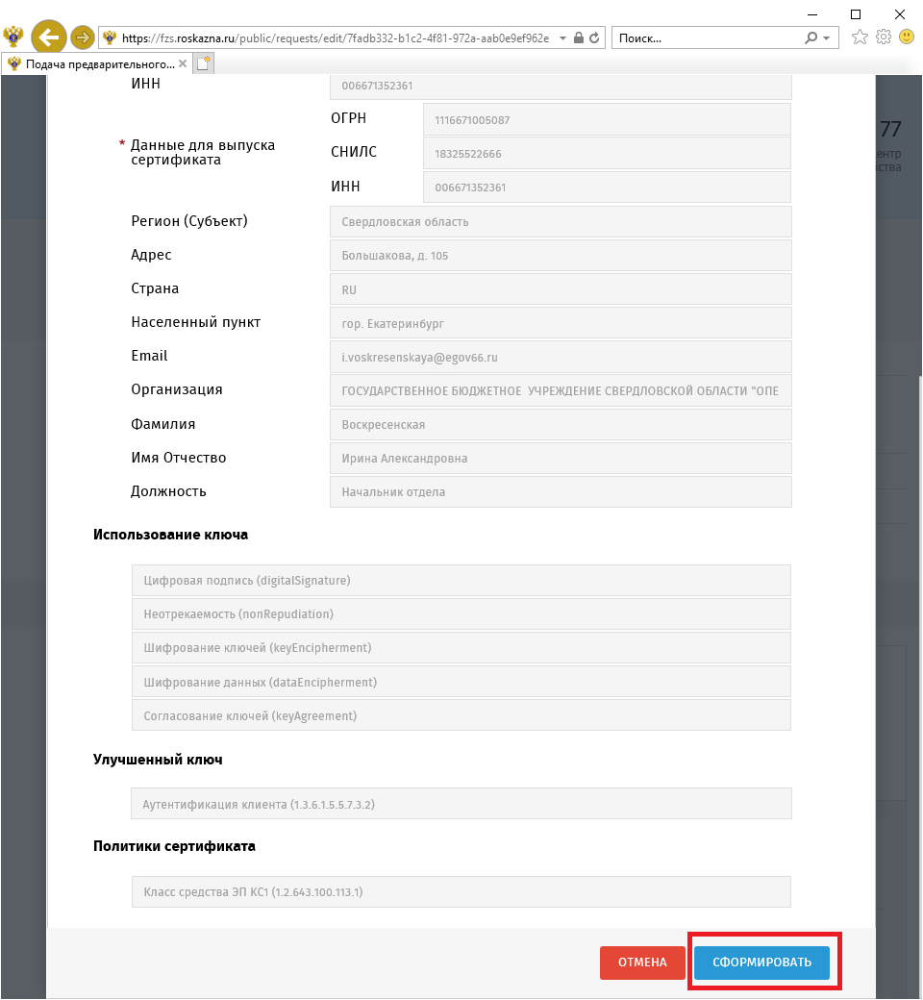 https://fzs.roskazna.ru/public/requests/edit/7fadb332-b1c2-4f81-972a-aab0e9ef962e
Поиск...
Подача предварительного...
ИНН 006671352361
77
ентр
ства
* Данные для выпуска
сертификата
ОГРН 1116671005087
СНИЛС 18325522666
ИНН 006671352361
Регион (Субъект) Свердловская область
Адрес Большакова, д. 105
Страна RU
Населенный пункт гор. Екатеринбург
Email i.voskresenskaya@egov66.ru
Организация ГОСУДАРСТВЕННОЕ БЮДЖЕТНОЕ УЧРЕЖДЕНИЕ СВЕРДЛОВСКОЙ ОБЛАСТИ "ОПЕ
Фамилия Воскресенская
Имя Отчество Ирина Александровна
Должность Начальник отдела
Использование ключа
Цифровая подпись (digitalSignature)
Неотрекаемость (nonRepudiation)
Шифрование ключей (keyEncipherment)
Шифрование данных (dataEncipherment)
Согласование ключей (keyAgreement)
Улучшенный ключ
Аутентификация клиента (1.3.6.1.5.5.7.3.2)
Политики сертификата
Класс средства ЭП КС1 (1.2.643.100.113.1)
ОТМЕНА
СФОРМИРОВАТЬ